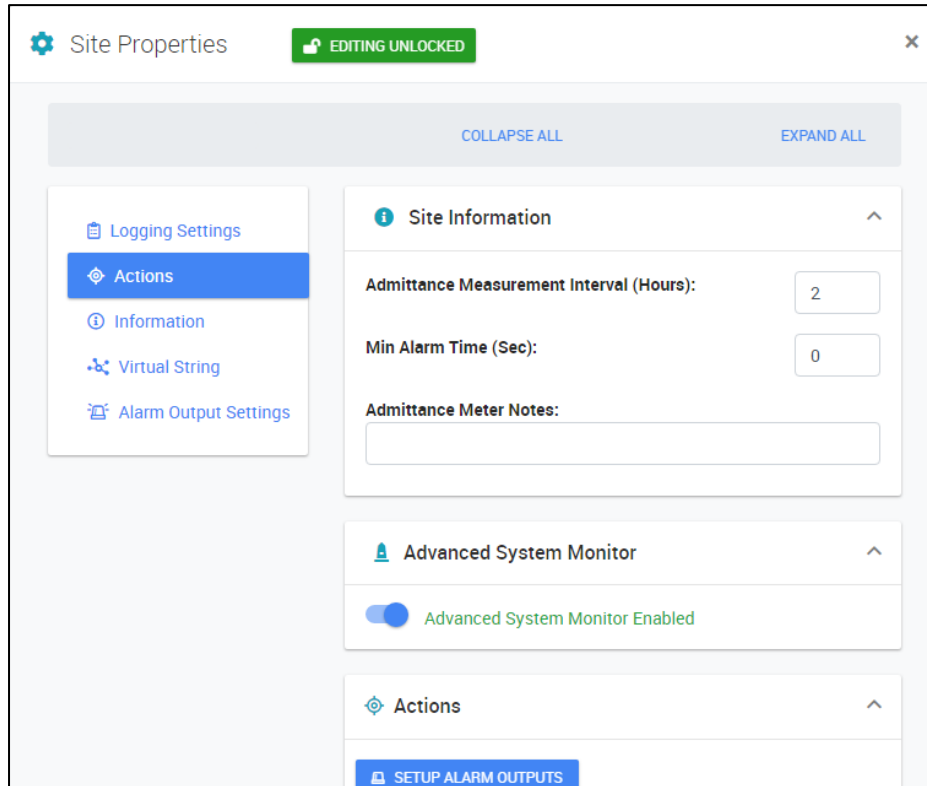 Site Properties
EDITING UNLOCKED
COLLAPSE ALL
EXPAND ALL
Logging Settings
Actions
Information
Virtual String
Alarm Output Settings
Site Information
Admittance Measurement Interval (Hours):
2
Min Alarm Time (Sec):
0
Admittance Meter Notes:
Advanced System Monitor
Advanced System Monitor Enabled
Actions
SETUP ALARM OUTPUTS